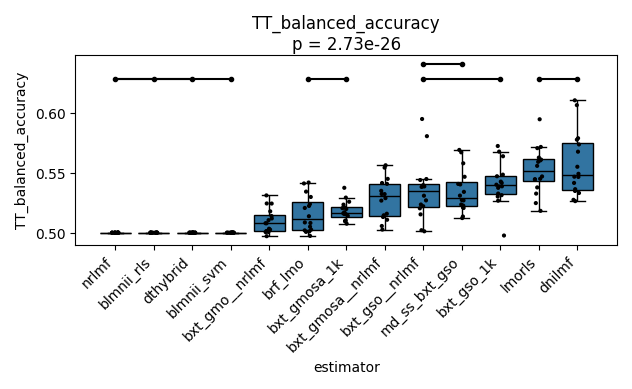 TT_balanced_accuracy
p = 2.73e-26
TT_balanced_accuracy
0.60
0.55
0.50
nrlmf
blmnii_rls
dthybrid
blmnii_svm
bxt_gmo__nrlmf
brf_lmo
bxt_gmosa_1k
bxt_gmosa__nrlmf
bxt_gso__nrlmf
md_ss_bxt_gso
bxt_gso_1k
lmorls
dnilmf
estimator